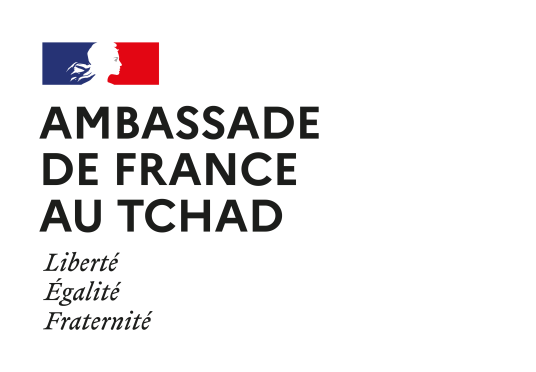 AMBASSADE
DE FRANCE
AU TCHAD
Liberté
Égalité
Fraternité